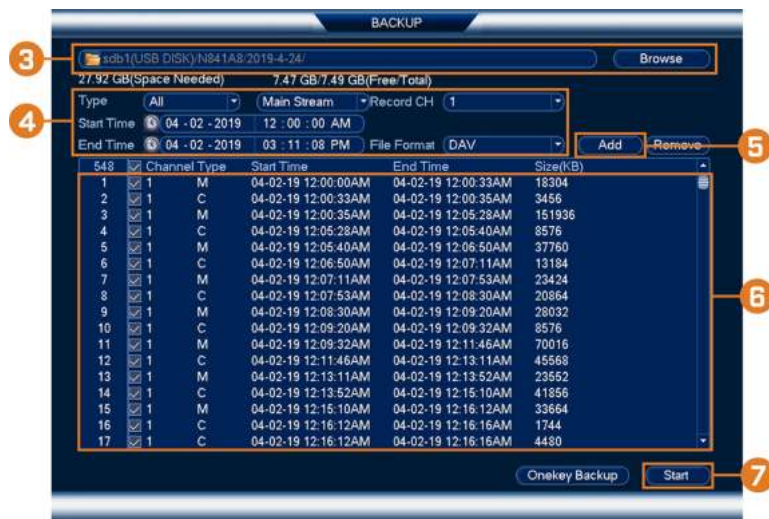 BACKUP
3 sdb1(USB DISK)/N841A8/2019-4-24/ Browse
27.92 GB(Space Needed) 7.47 GB/7.49 GB(Free/Total)
4 Type All Main Stream Record CH 1
Start Time 04 - 02 - 2019 12 : 00 : 00 AM
End Time 04 - 02 - 2019 03 : 11 : 08 PM File Format DAV Add Remove 5
548 Channel Type Start Time End Time Size(KB)
1 1 M 04-02-19 12:00:00AM 04-02-19 12:00:33AM 18304
2 1 C 04-02-19 12:00:33AM 04-02-19 12:00:35AM 3456
3 1 M 04-02-19 12:00:35AM 04-02-19 12:05:28AM 151936
4 1 C 04-02-19 12:05:28AM 04-02-19 12:05:40AM 8576
5 1 M 04-02-19 12:05:40AM 04-02-19 12:06:50AM 37760
6 1 C 04-02-19 12:06:50AM 04-02-19 12:07:11AM 13184
7 1 M 04-02-19 12:07:11AM 04-02-19 12:07:53AM 23424
8 1 C 04-02-19 12:07:53AM 04-02-19 12:08:30AM 20864 6
9 1 M 04-02-19 12:08:30AM 04-02-19 12:09:20AM 28032
10 1 C 04-02-19 12:09:20AM 04-02-19 12:09:32AM 8576
11 1 M 04-02-19 12:09:32AM 04-02-19 12:11:46AM 70016
12 1 C 04-02-19 12:11:46AM 04-02-19 12:13:11AM 45568
13 1 M 04-02-19 12:13:11AM 04-02-19 12:13:52AM 23552
14 1 C 04-02-19 12:13:52AM 04-02-19 12:15:10AM 41856
15 1 M 04-02-19 12:15:10AM 04-02-19 12:16:12AM 33664
16 1 C 04-02-19 12:16:12AM 04-02-19 12:16:16AM 1744
17 1 C 04-02-19 12:16:12AM 04-02-19 12:16:16AM 4480
Onekey Backup Start 7